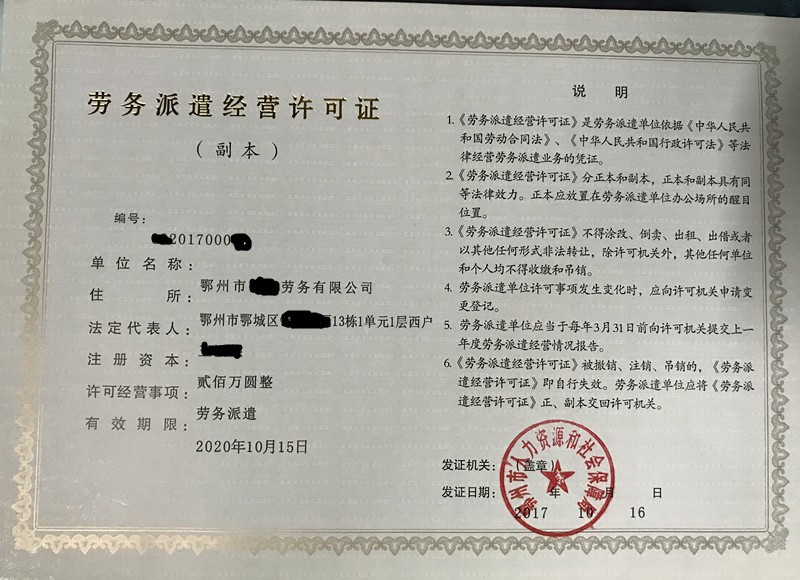 劳务派遣经营许可证
(副本)
编号：
2017000
单位名称：
鄂州市 劳务有限公司
住所：
鄂州市鄂城区 13栋1单元1层西户
法定代表人：
注册资本：
贰佰万圆整
许可经营事项：
劳务派遣
有效期限：
2020年10月15日
说明
1.《劳务派遣经营许可证》是劳务派遣单位依据《中华人民共
和国劳动合同法》、《中华人民共和国行政许可法》等法
律经营劳务派遣业务的凭证。
2.《劳务派遣经营许可证》分正本和副本，正本和副本具有同
等法律效力。正本应放置在劳务派遣单位办公场所的醒目
位置。
3.《劳务派遣经营许可证》不得涂改、倒卖、出租、出借或者
以其他任何形式非法转让，除许可机关外，其他任何单位
和个人均不得收缴和吊销。
4. 劳务派遣单位许可事项发生变化时，应向许可机关申请变
更登记。
5. 劳务派遣单位应当于每年3月31日前向许可机关提交上一
年度劳务派遣经营情况报告。
6.《劳务派遣经营许可证》被撤销、注销、吊销的，《劳务派
遣经营许可证》即自行失效。劳务派遣单位应将《劳务派
遣经营许可证》正、副本交回许可机关。
发证机关：（盖章）
鄂州市人力资源和社会保障局
发证日期： 年 月 日
2017 10 16